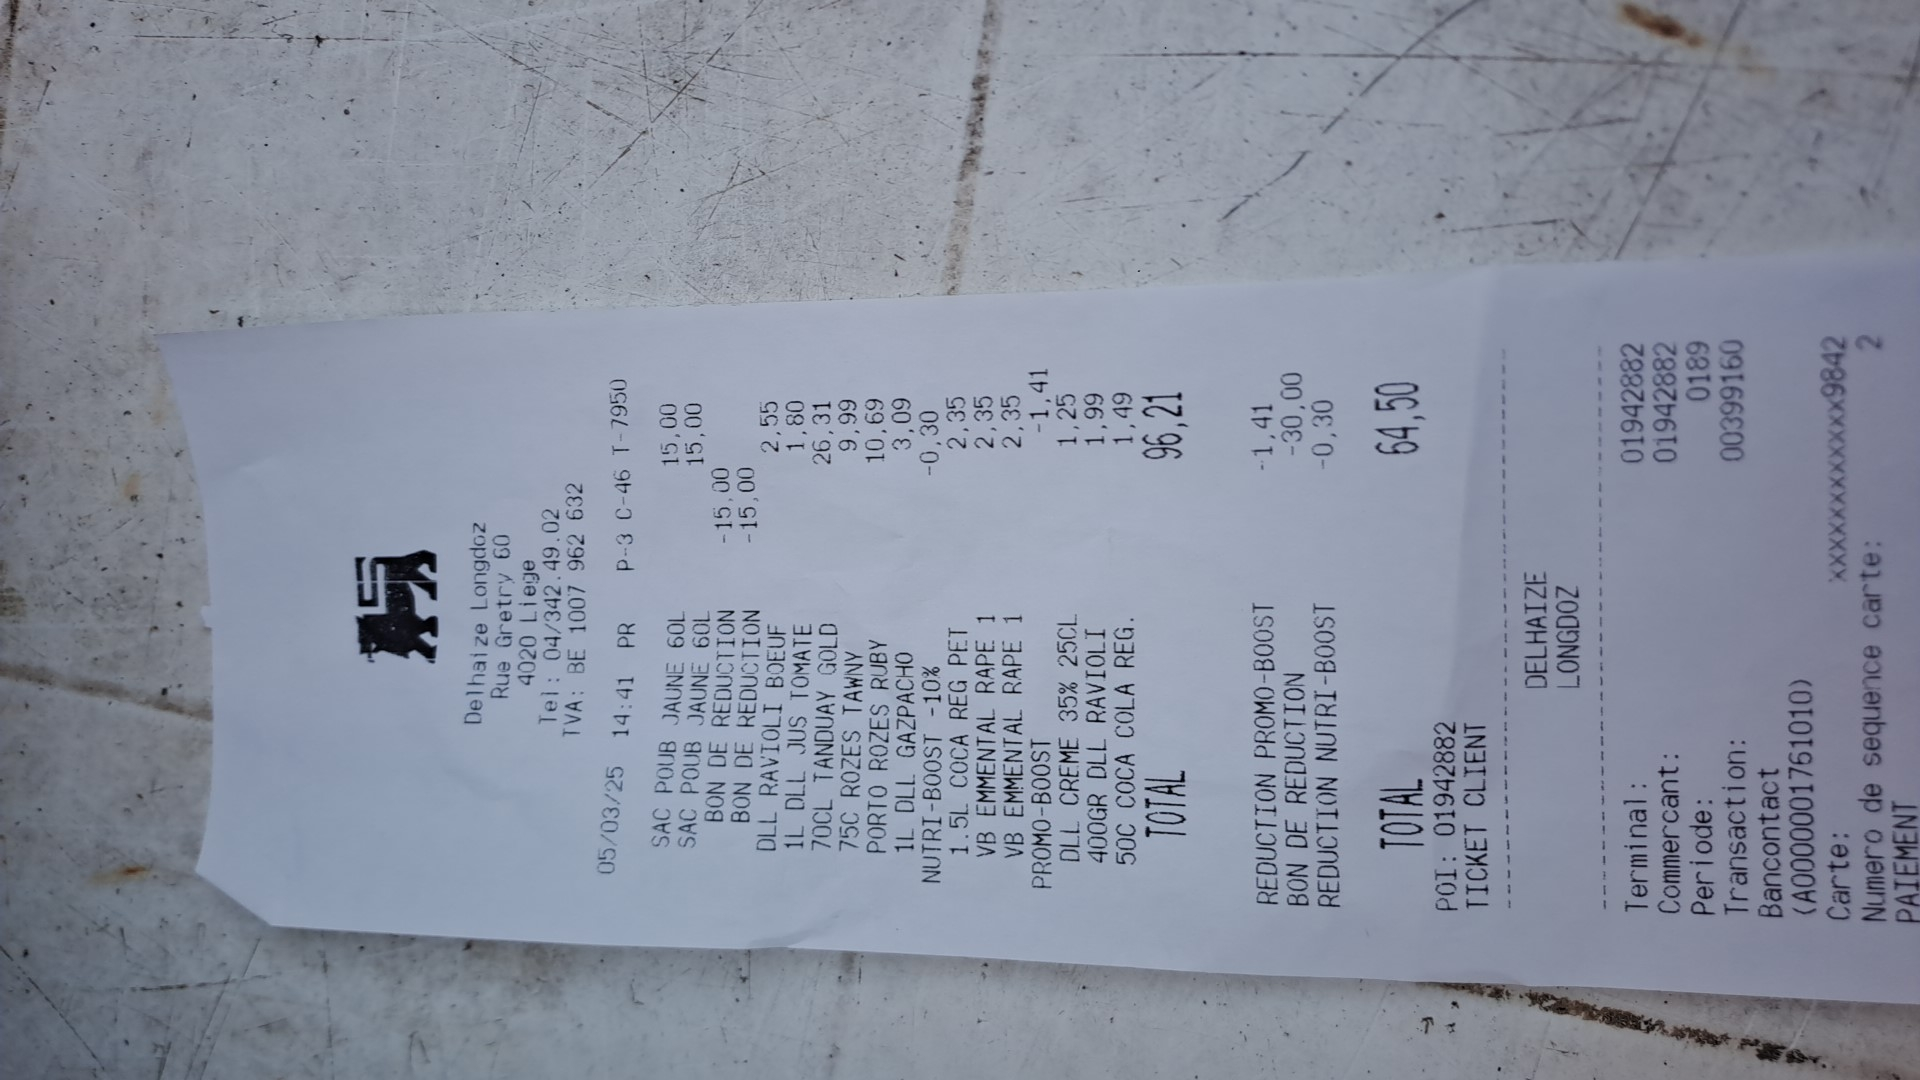 Delhaize Longdoz
Rue Gretry 60
4020 Liege
Tel: 04/342.49.02
TVA: BE 1007 962 632
05/03/25 14:41 PR P-3 C-46 T-7950
SAC POUB JAUNE 60L 15,00
SAC POUB JAUNE 60L 15,00
BON DE REDUCTION -15,00
BON DE REDUCTION -15,00
DLL RAVIOLI BOEUF 2,55
1L DLL JUS TOMATE 1,80
70CL TANDUAY GOLD 26,31
75C ROZES TAWNY 9,99
PORTO ROZES RUBY 10,69
1L DLL GAZPACHO 3,09
NUTRI-BOOST -10% -0,30
1.5L COCA REG PET 2,35
VB EMMENTAL RAPE 1 2,35
VB EMMENTAL RAPE 1 2,35
PROMO-BOOST -1,41
DLL CREME 35% 25CL 1,25
400GR DLL RAVIOLI 1,99
50C COCA COLA REG. 1,49
TOTAL 96,21
REDUCTION PROMO-BOOST -1,41
BON DE REDUCTION -30,00
REDUCTION NUTRI-BOOST -0,30
TOTAL 64,50
POI: 01942882
TICKET CLIENT
DELHAIZE
LONGDOZ
Terminal: 01942882
Commercant: 01942882
Periode: 0189
Transaction: 00399160
Bancontact
(A0000001761010)
Carte: xxxxxxxxxxxxxxx9842
Numero de sequence carte: 2
PAIEMENT